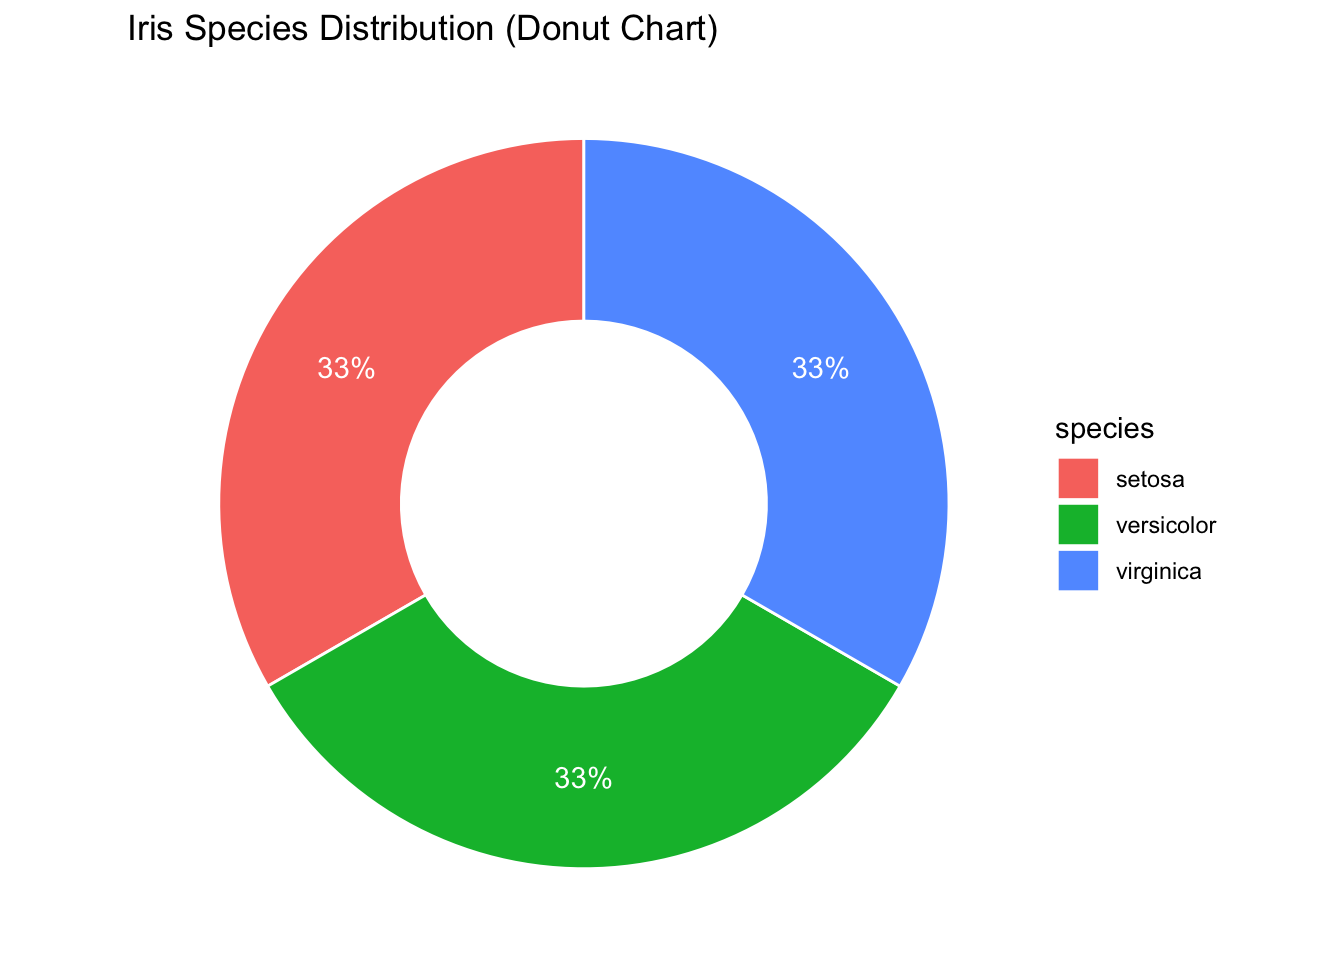 Iris Species Distribution (Donut Chart)
33%
33%
33%
species
setosa
versicolor
virginica